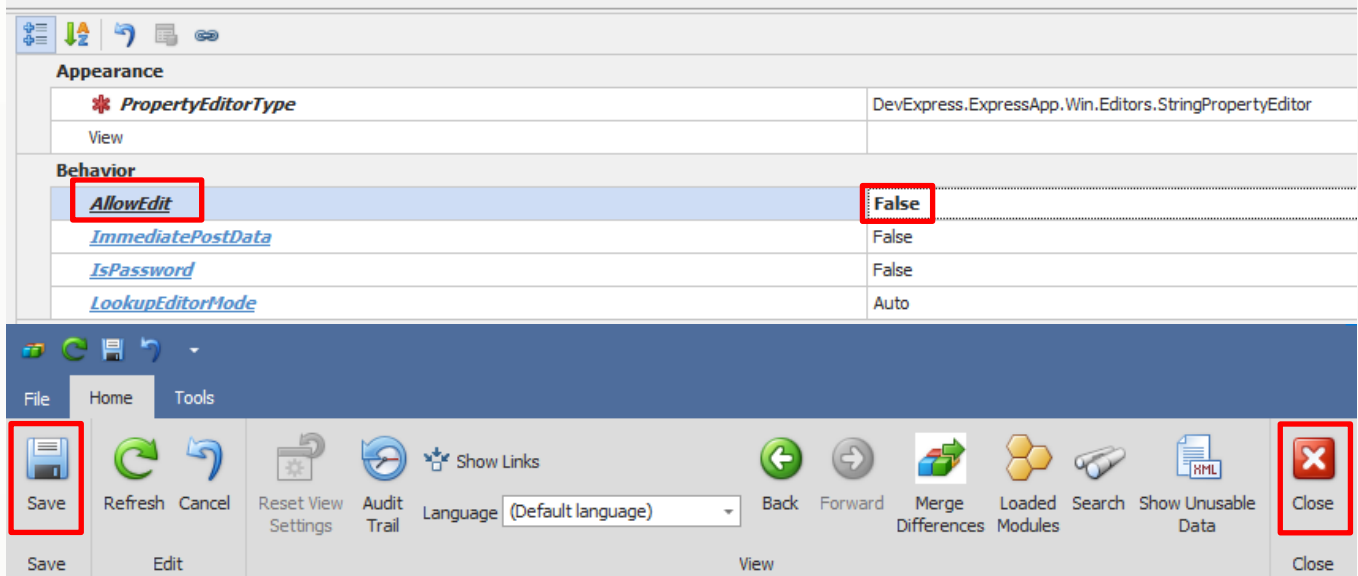 Appearance
PropertyEditorType DevExpress.ExpressApp.Win.Editors.StringPropertyEditor
View
Behavior
AllowEdit False
ImmediatePostData False
IsPassword False
LookupEditorMode Auto
File Home Tools
Save Refresh Cancel Reset View Settings Audit Trail Show Links
Language (Default language)
Back Forward Merge Differences Loaded Modules Search Show Unusable Data Close
XML
Save Edit View Close